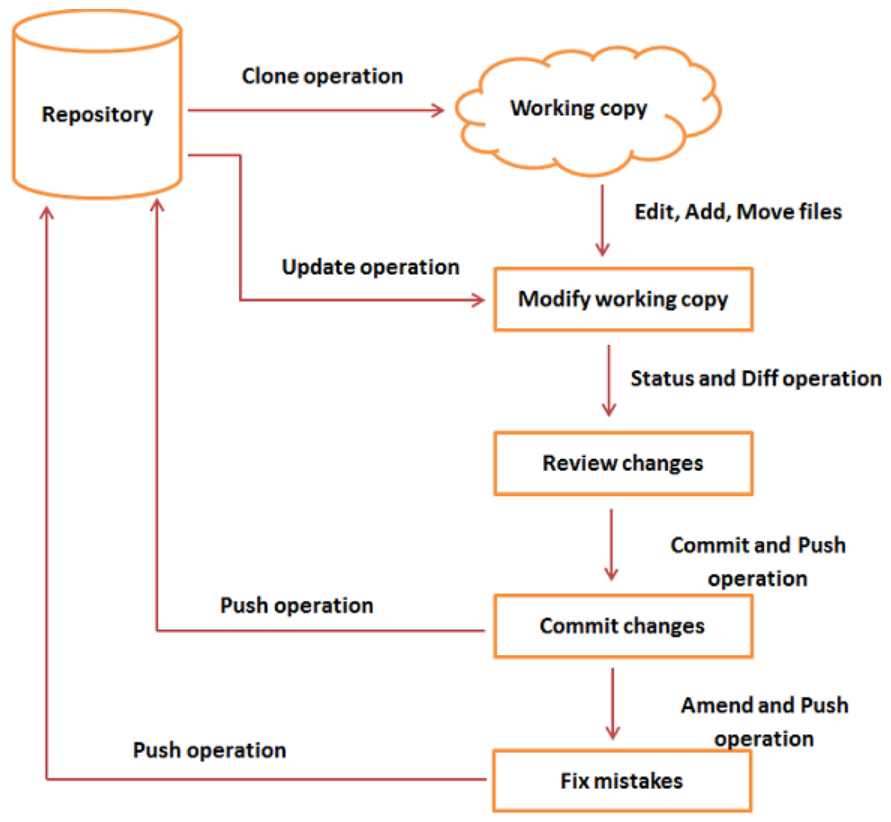 Clone operation
Repository
Working copy
Edit, Add, Move files
Update operation
Modify working copy
Status and Diff operation
Review changes
Commit and Push
operation
Push operation
Commit changes
Amend and Push
operation
Push operation
Fix mistakes